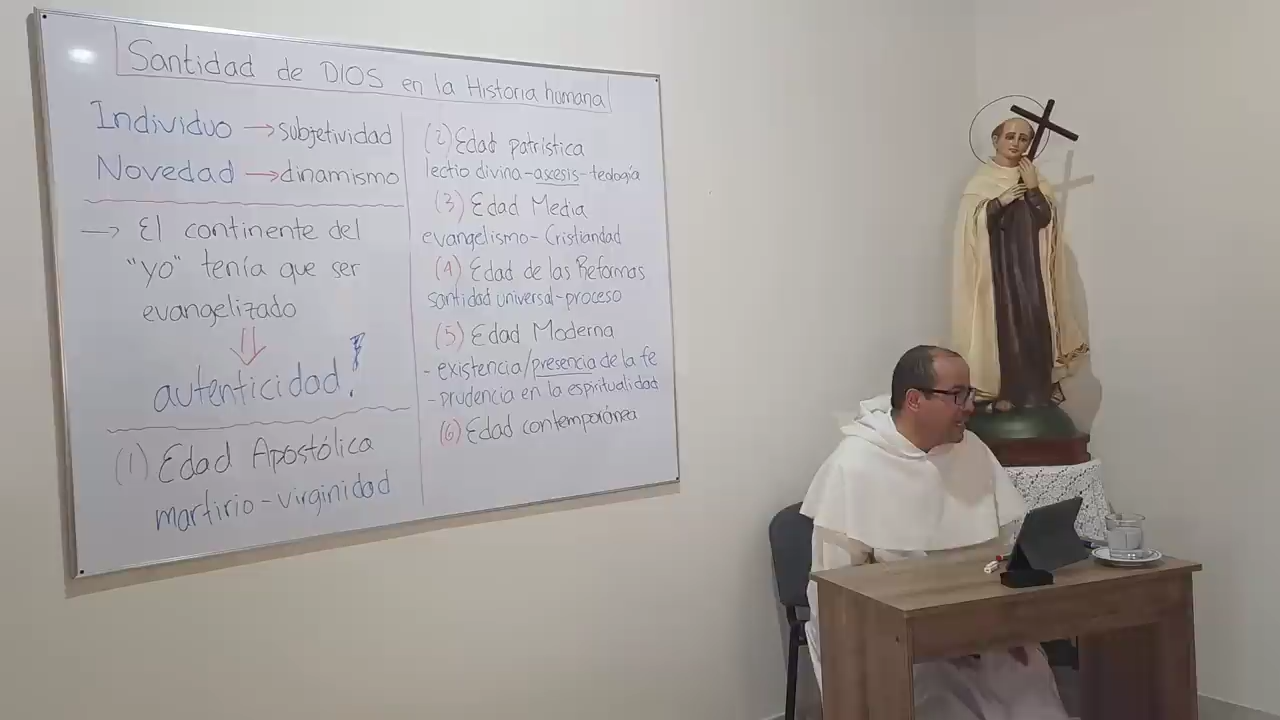 Santidad de DIOS en la Historia humana
Individuo → subjetividad
Novedad → dinamismo
→ El continente del
"yo" tenía que ser
evangelizado
⇓
autenticidad!
(1) Edad Apostólica
martirio - virginidad
(2) Edad patrística
lectio divina - ascesis - teología
(3) Edad Media
evangelismo - Cristiandad
(4) Edad de las Reformas
santidad universal - proceso
(5) Edad Moderna
- existencia/presencia de la fe
- prudencia en la espiritualidad
(6) Edad contemporánea